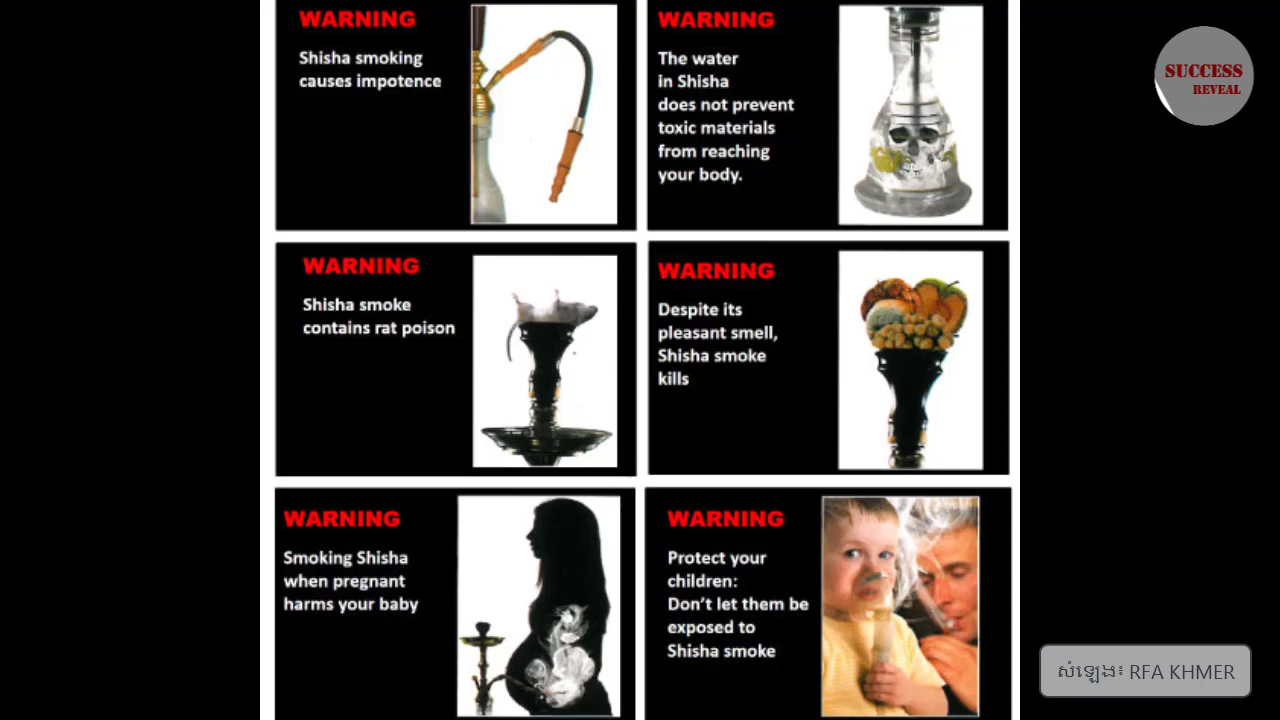 WARNING
Shisha smoking
causes impotence
WARNING
The water
in Shisha
does not prevent
toxic materials
from reaching
your body.
SUCCESS
REVEAL
WARNING
Shisha smoke
contains rat poison
WARNING
Despite its
pleasant smell,
Shisha smoke
kills
WARNING
Smoking Shisha
when pregnant
harms your baby
WARNING
Protect your
children:
Don't let them be
exposed to
Shisha smoke
សំឡេង៖ RFA KHMER